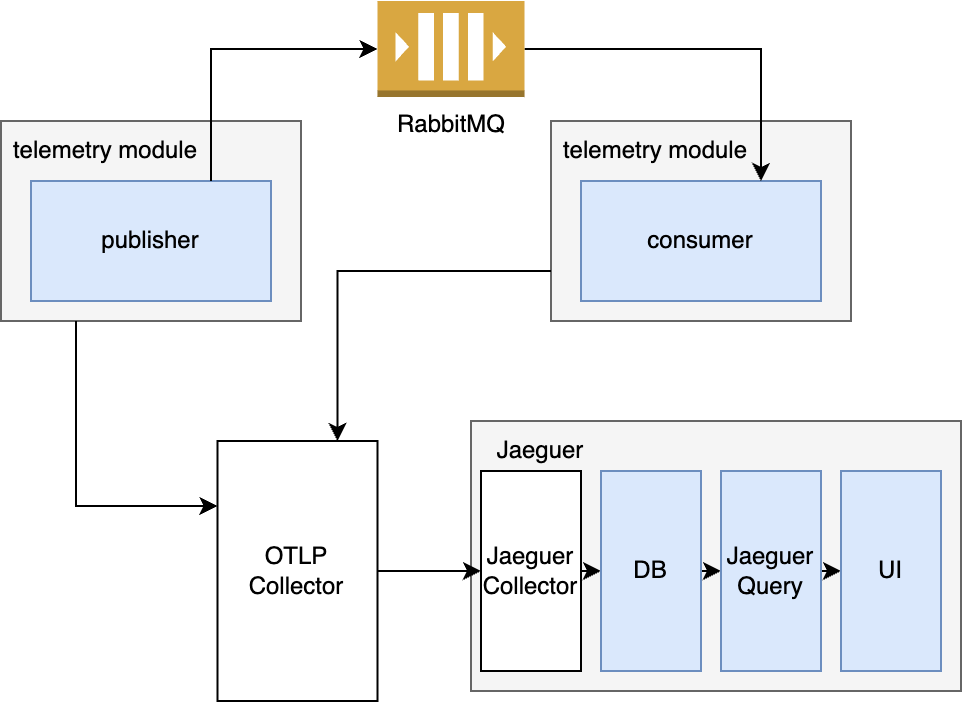 RabbitMQ
telemetry module
publisher
telemetry module
consumer
OTLP
Collector
Jaeguer
Jaeguer
Collector
DB
Jaeguer
Query
UI